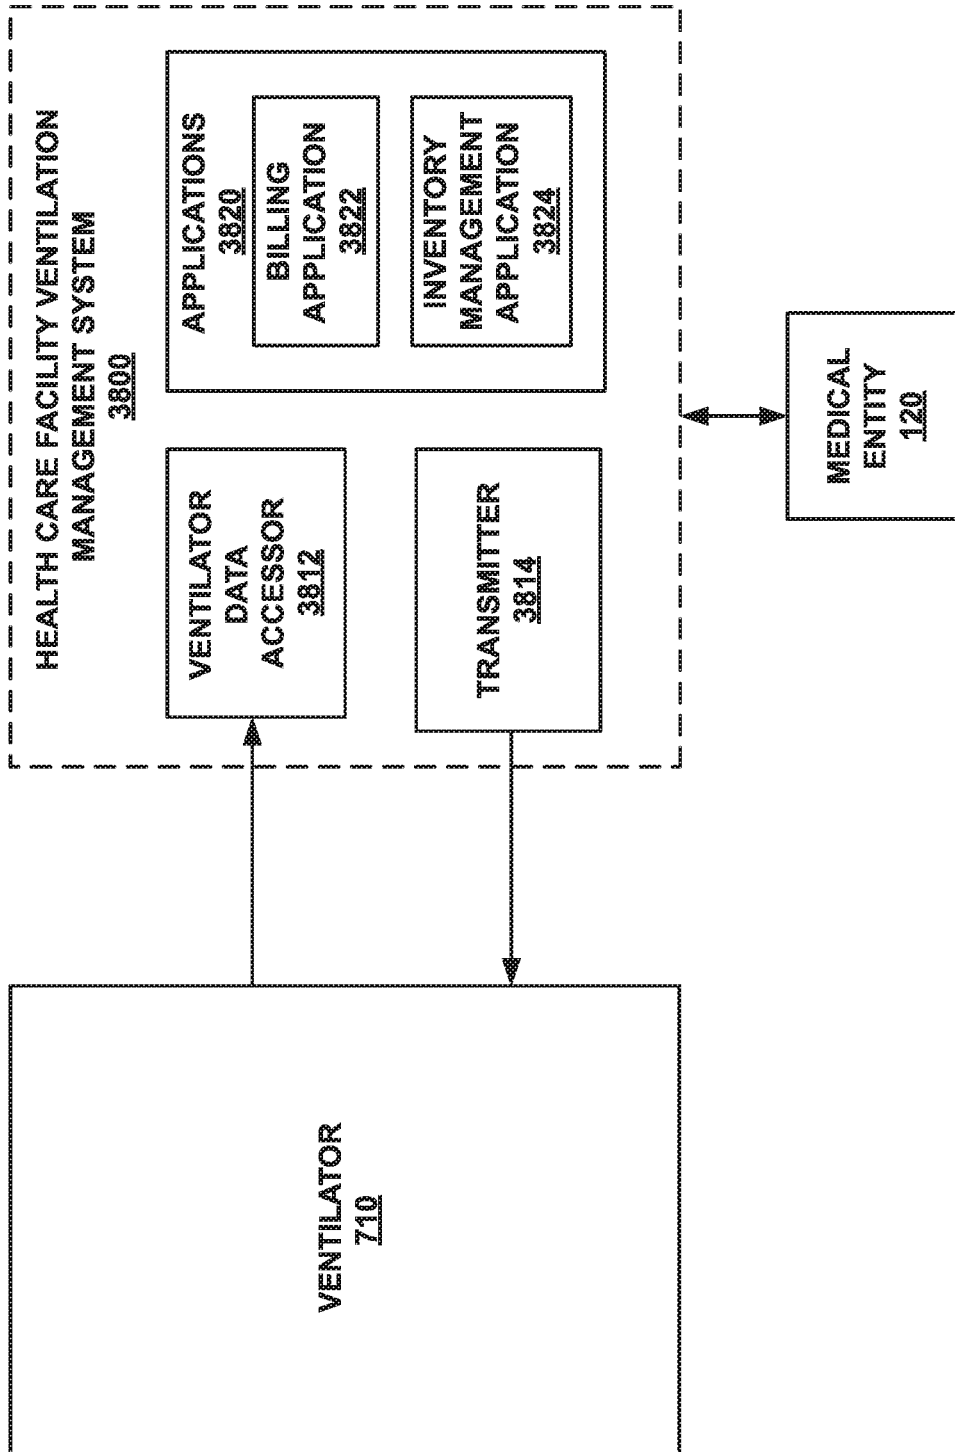 VENTILATOR
710
HEALTH CARE FACILITY VENTILATION
MANAGEMENT SYSTEM
3800
VENTILATOR
DATA
ACCESSOR
3812
TRANSMITTER
3814
APPLICATIONS
3820
BILLING
APPLICATION
3822
INVENTORY
MANAGEMENT
APPLICATION
3824
MEDICAL
ENTITY
120